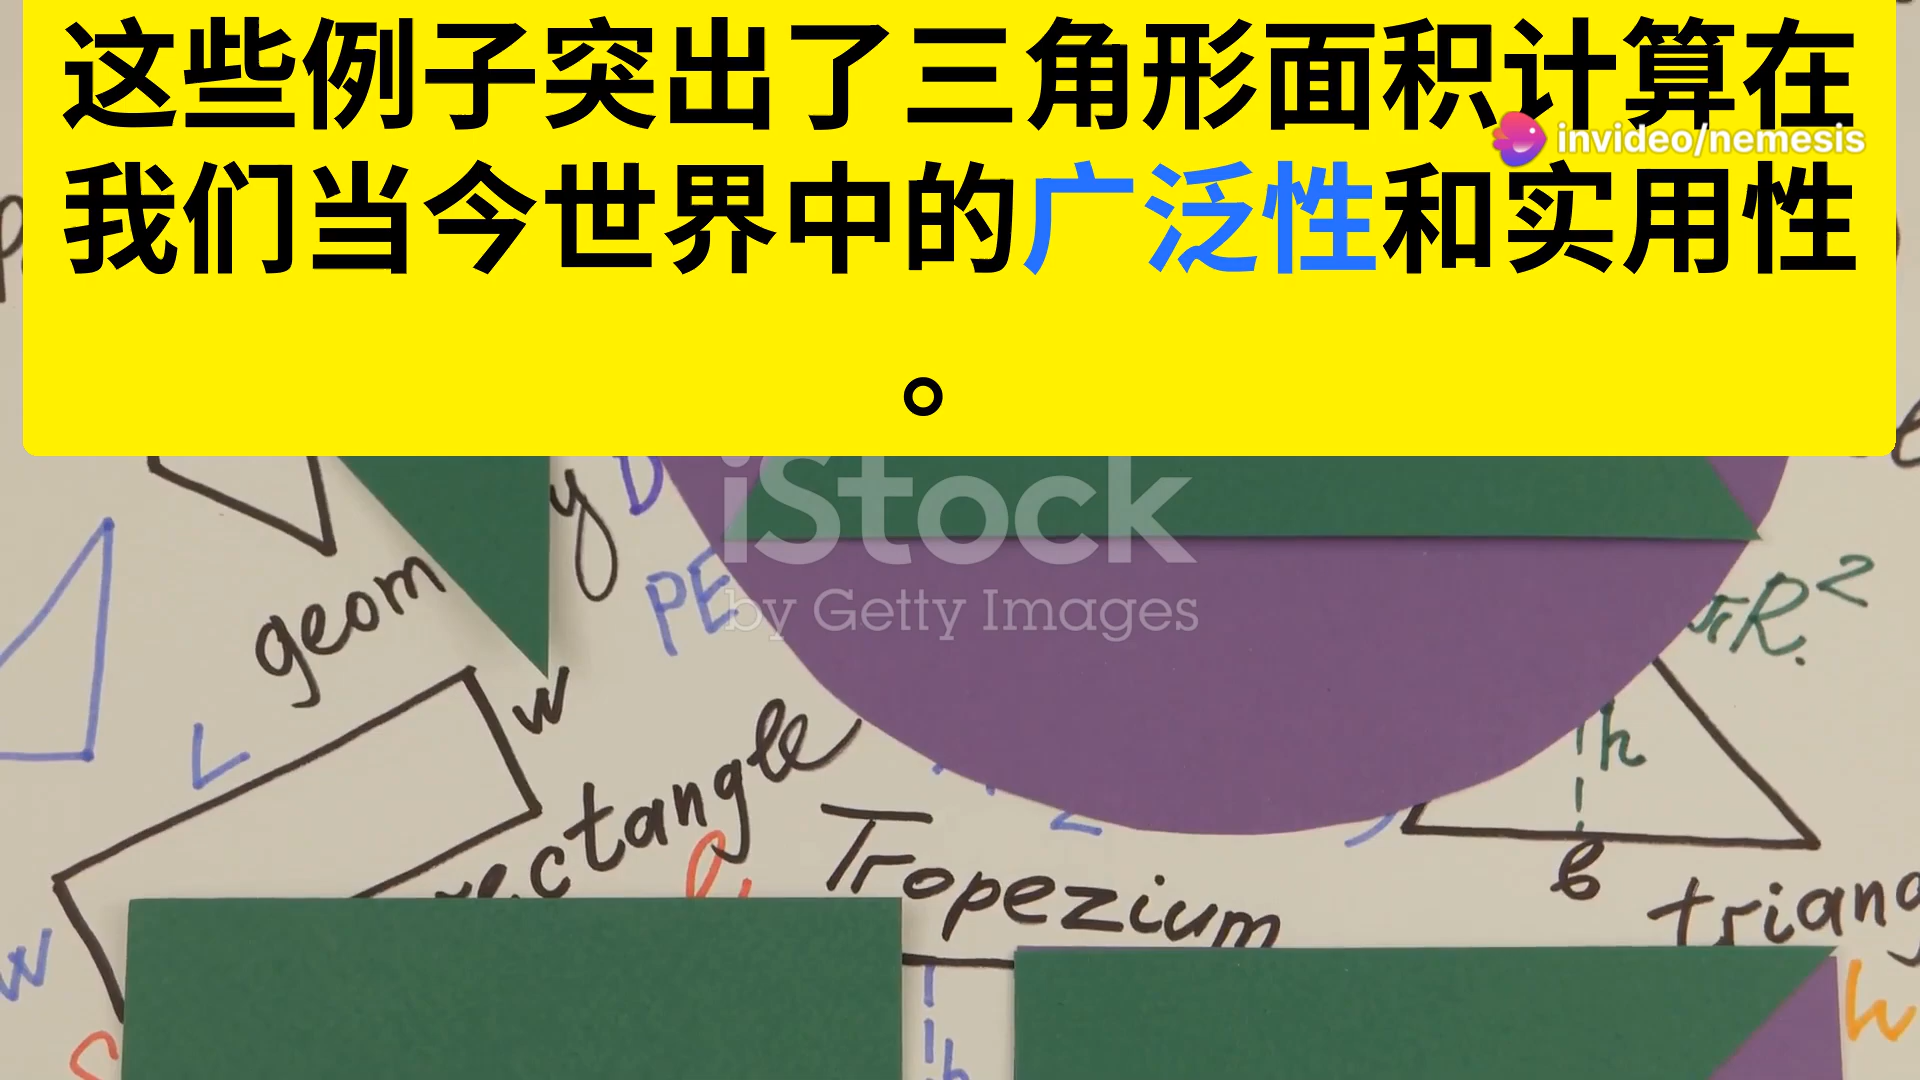 这些例子突出了三角形面积计算在
invideo/nemesis
我们当今世界中的广泛性和实用性
。
iStock
by Getty Images
y
D
geom
PE
πR²
w
L
h
rectangle
Tropezium
b
triang
w
h
h